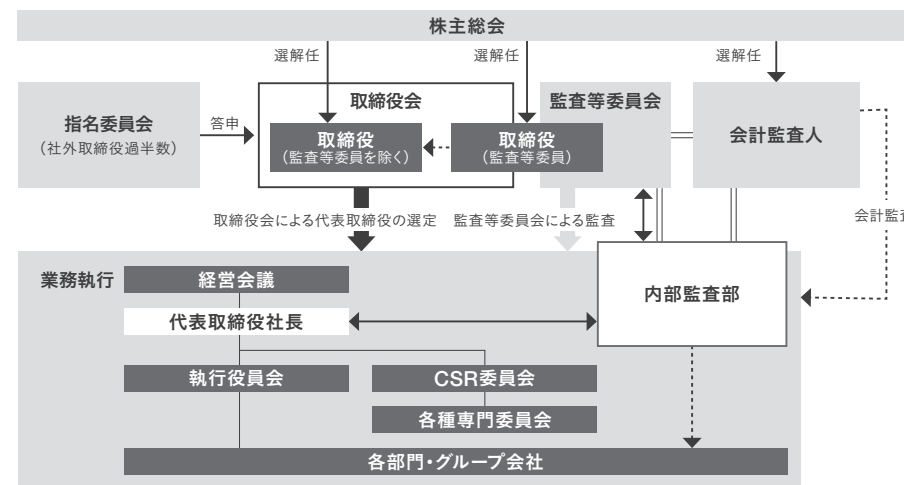 株主総会
選解任
選解任
選解任
指名委員会
（社外取締役過半数）
答申
取締役会
取締役
（監査等委員を除く）
監査等委員会
取締役
（監査等委員）
会計監査人
取締役会による代表取締役の選定
監査等委員会による監査
会計監査
業務執行
経営会議
代表取締役社長
内部監査部
執行役員会
CSR委員会
各種専門委員会
各部門・グループ会社